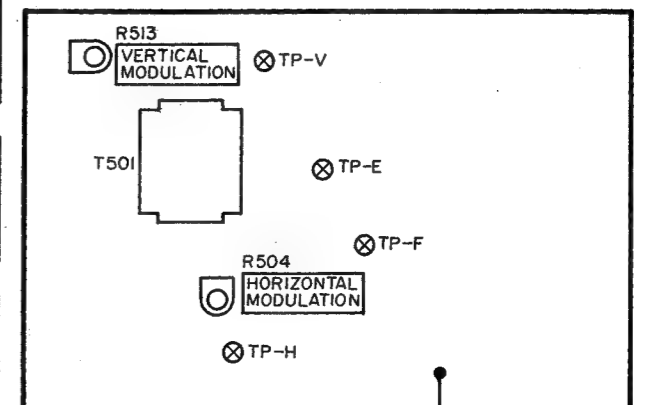 R513
VERTICAL
MODULATION
TP-V
T501
TP-E
TP-F
R504
HORIZONTAL
MODULATION
TP-H